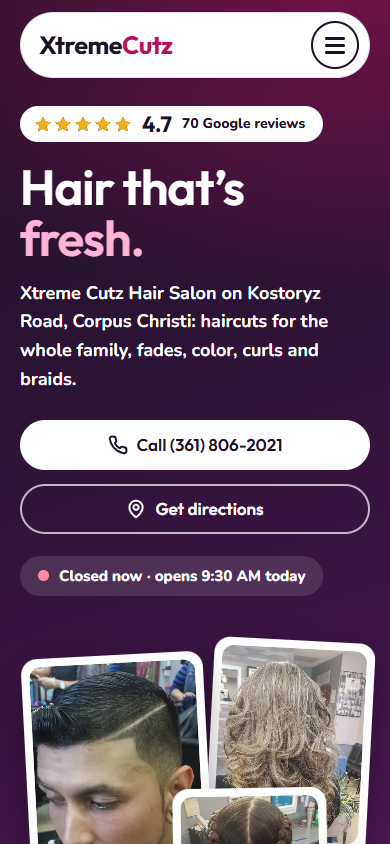 XtremeCutz
4.7 70 Google reviews
Hair that’s
fresh.
Xtreme Cutz Hair Salon on Kostoryz
Road, Corpus Christi: haircuts for the
whole family, fades, color, curls and
braids.
Call (361) 806-2021
Get directions
Closed now · opens 9:30 AM today